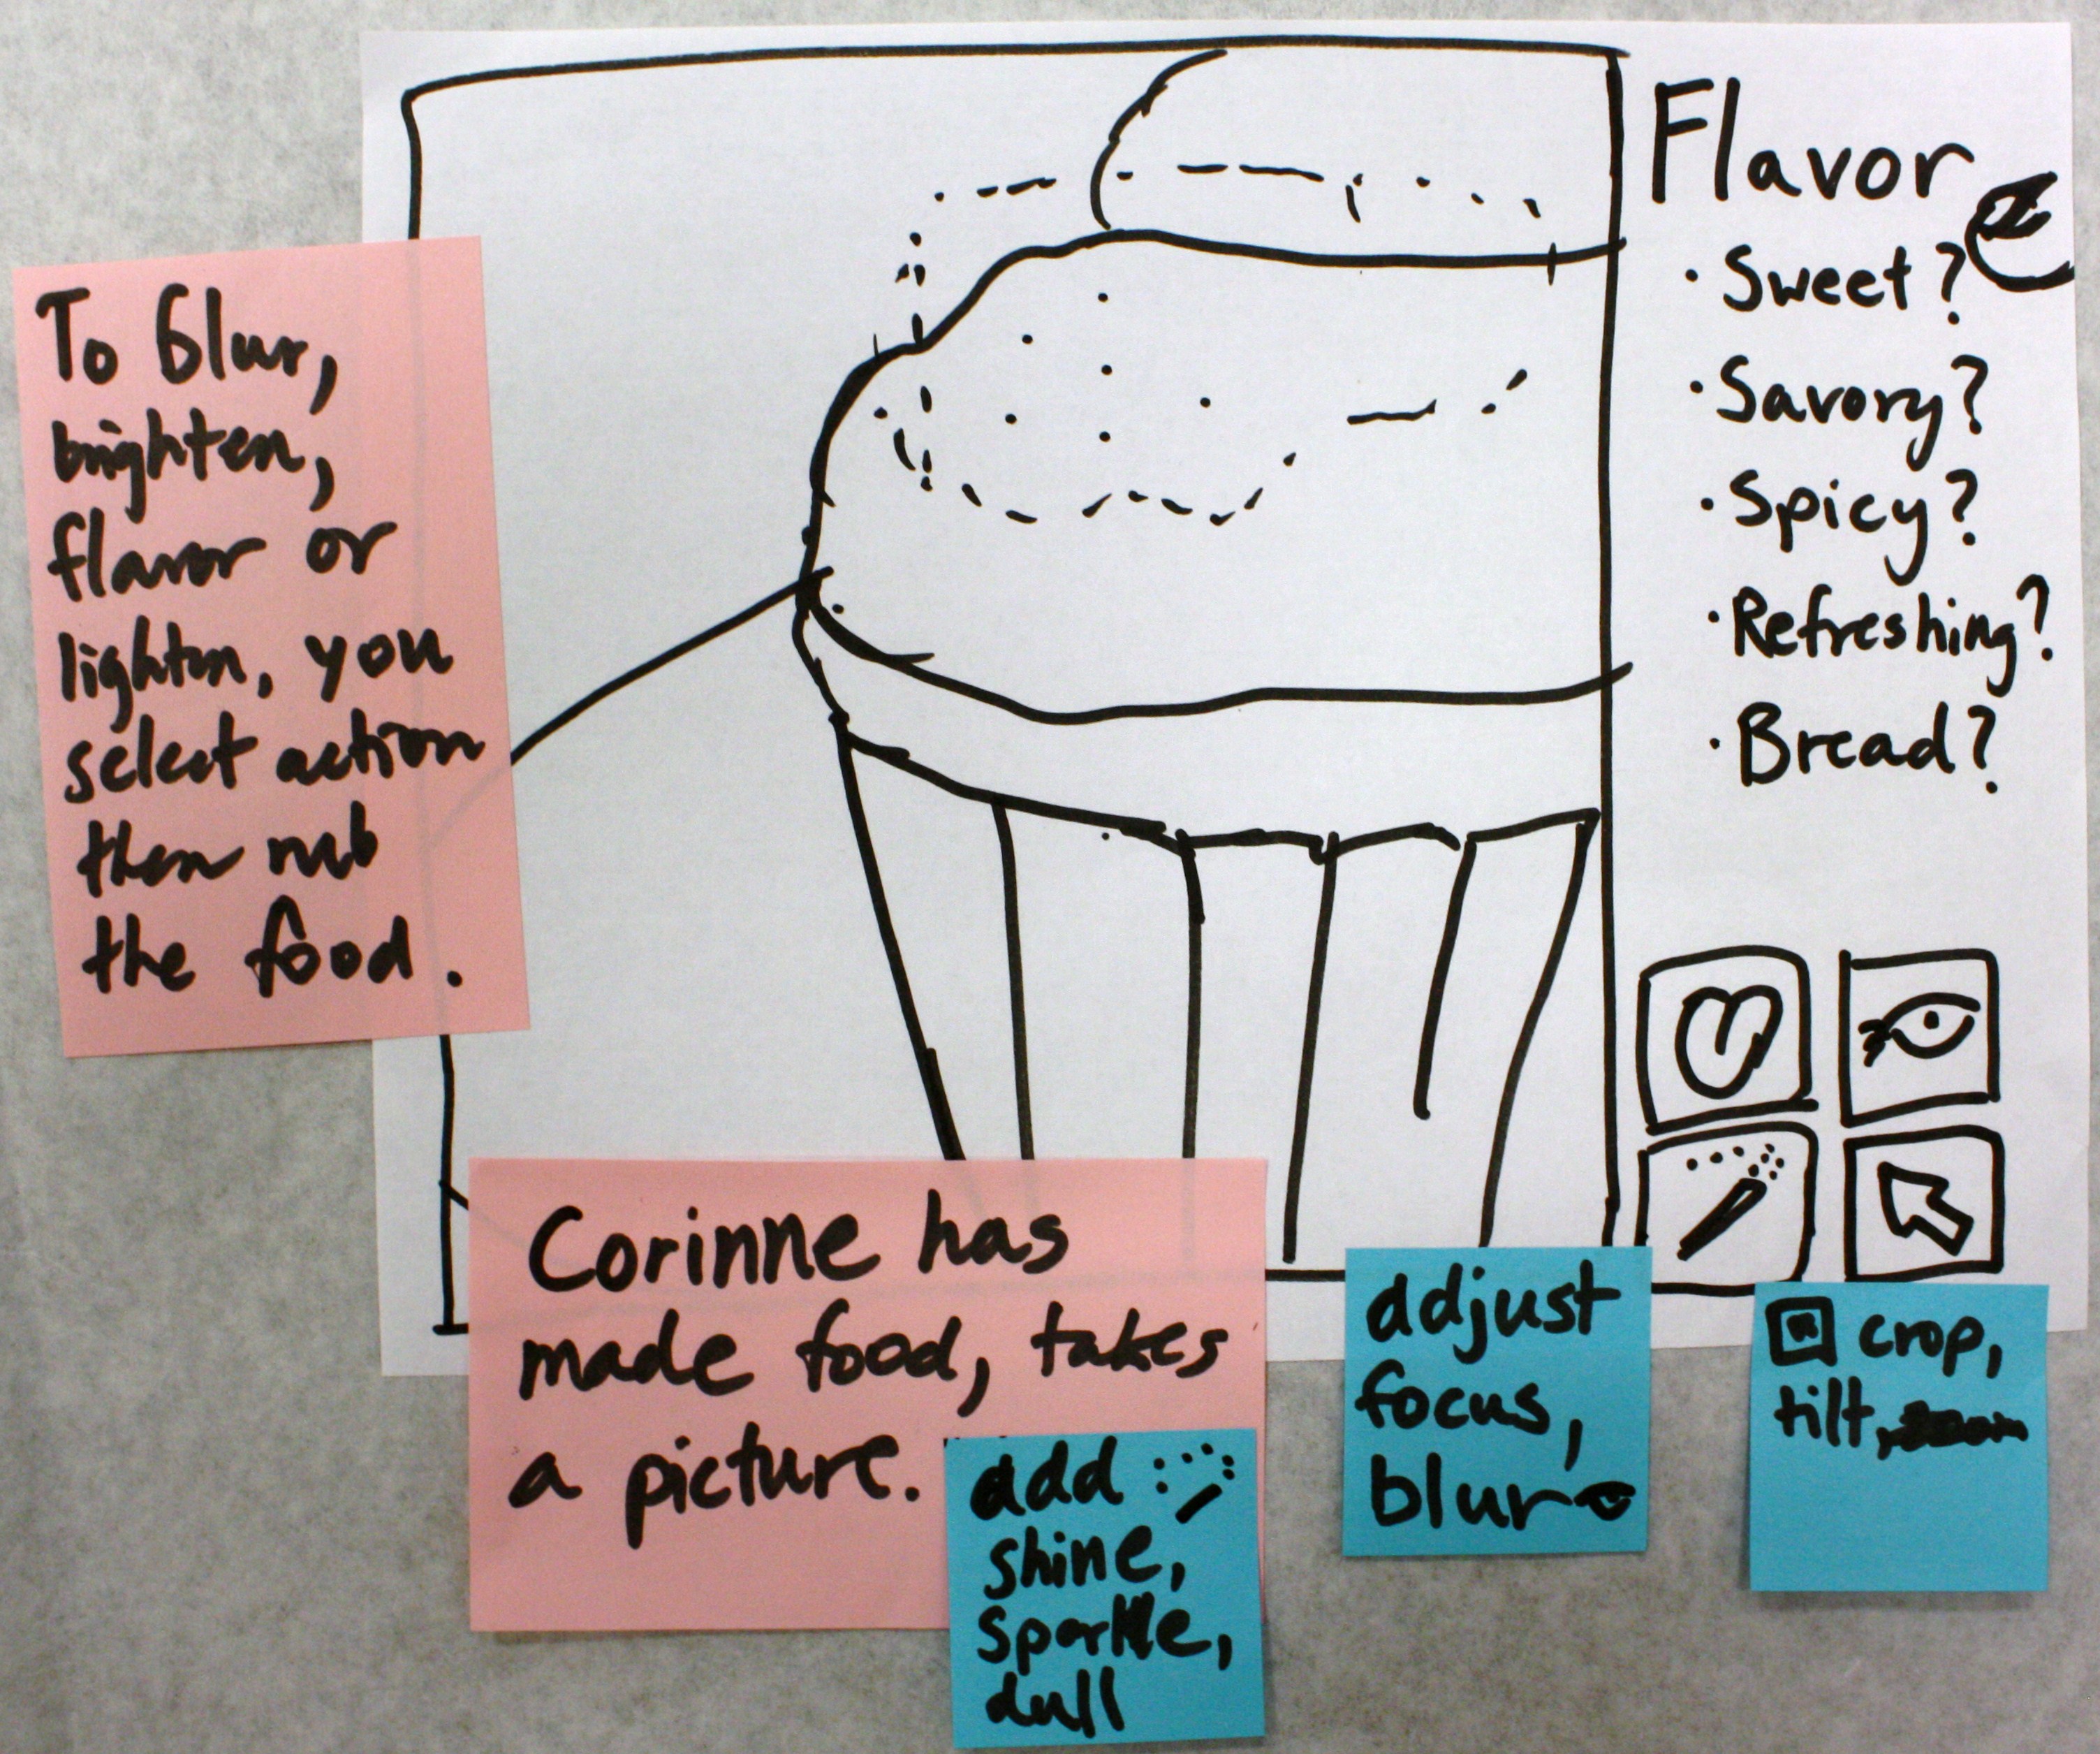 Flavor
· Sweet?
· Savory?
· Spicy?
· Refreshing?
· Bread?
To blur,
brighten,
flavor or
lighten, you
select action
then rub
the food.
Corinne has
made food, takes
a picture.
add
shine,
sparkle,
dull
adjust
focus,
blur
crop,
tilt,